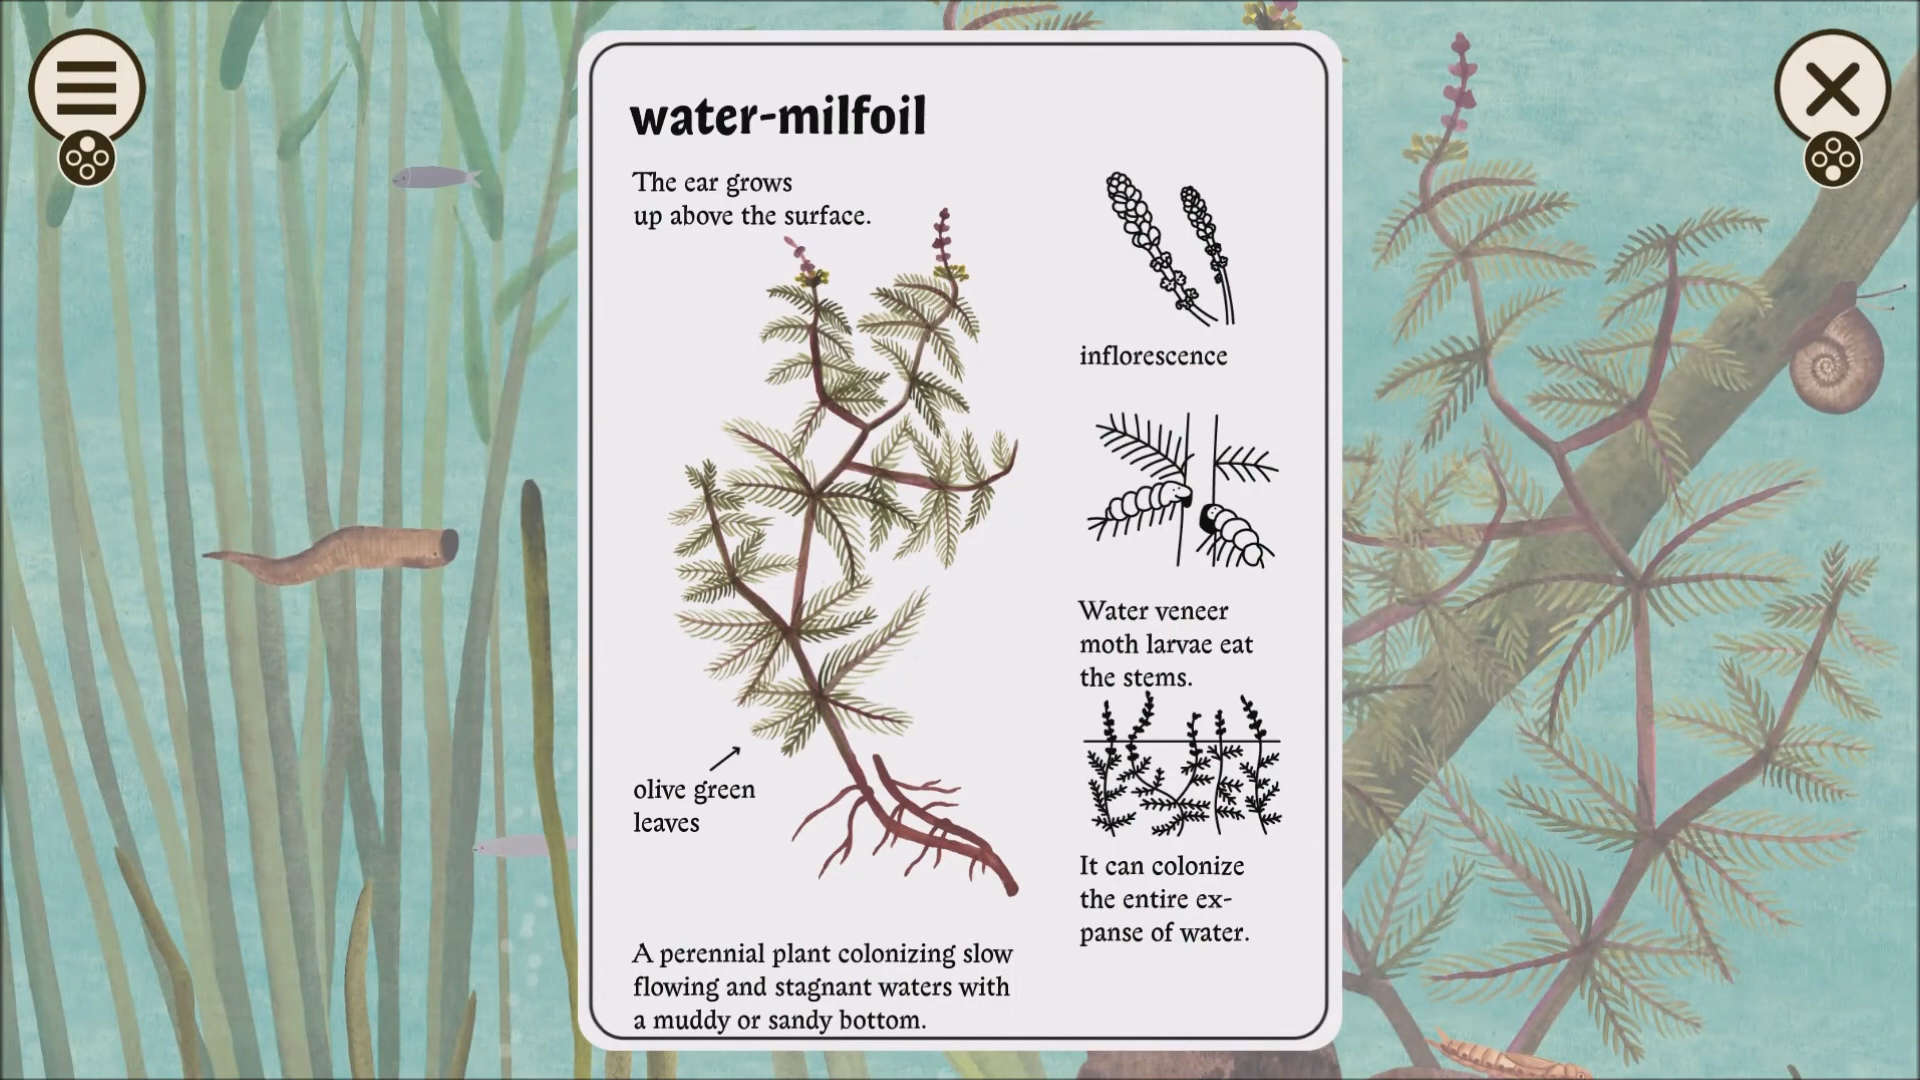 water-milfoil
The ear grows
up above the surface.
inflorescence
Water veneer
moth larvae eat
the stems.
olive green
leaves
It can colonize
the entire ex-
panse of water.
A perennial plant colonizing slow
flowing and stagnant waters with
a muddy or sandy bottom.